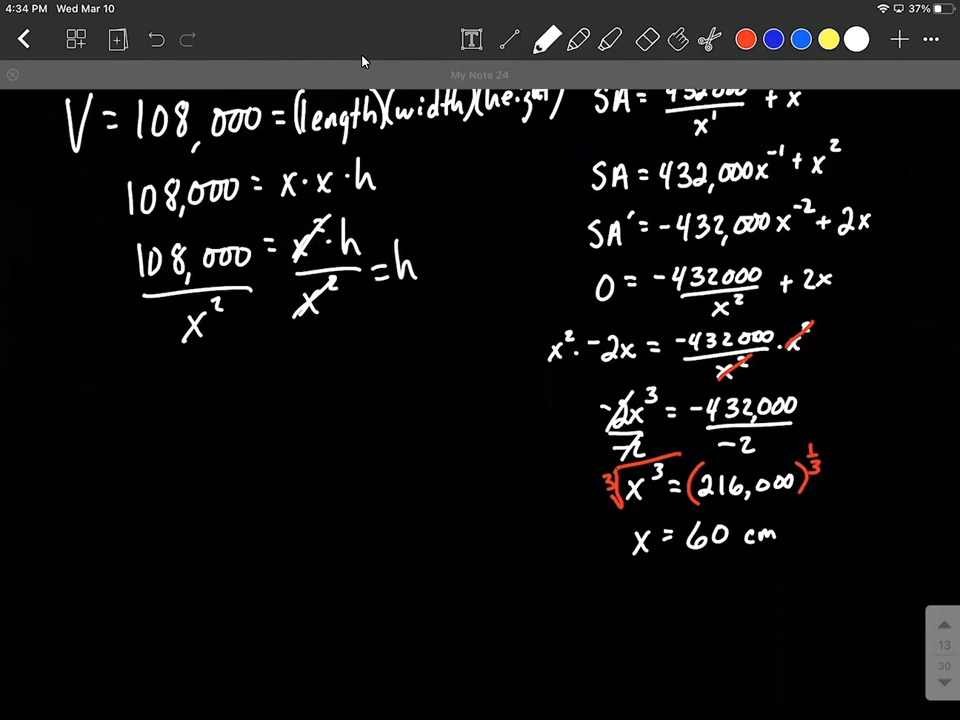 4:34 PM Wed Mar 10
37%
My Note 24
V = 108,000 = (length)(width)(height)
108,000 = x · x · h
108,000 / x² = x² · h / x² = h
SA = 432000 / x¹ + x
SA = 432,000x⁻¹ + x²
SA′ = -432,000x⁻² + 2x
0 = -432000 / x² + 2x
x² · -2x = -432000 / x² · x²
-2x³ / -2 = -432,000 / -2
∛x³ = (216,000)^1/3
x = 60 cm
13
30